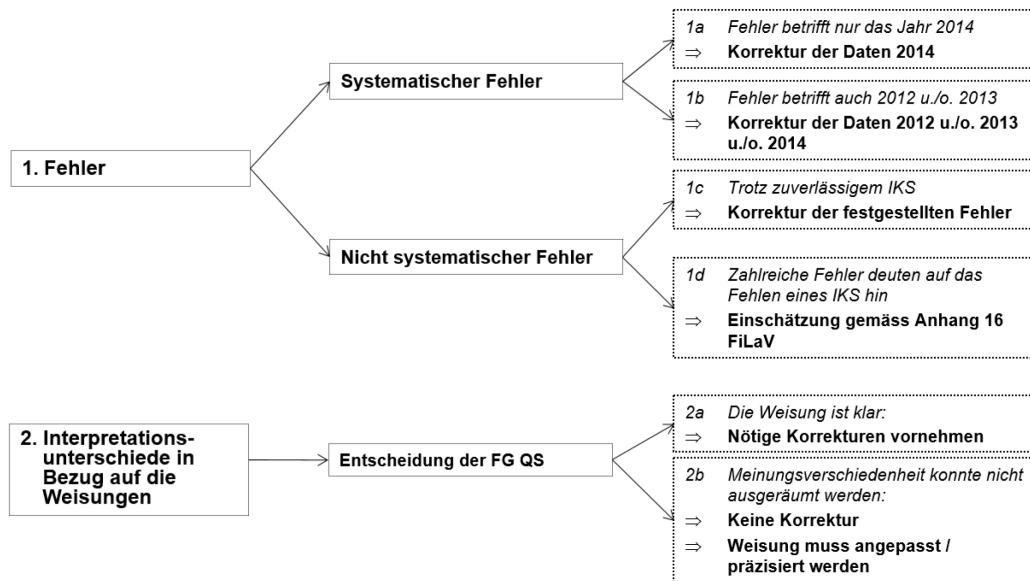 1. Fehler
Systematischer Fehler
1a Fehler betrifft nur das Jahr 2014
⇒ Korrektur der Daten 2014
1b Fehler betrifft auch 2012 u./o. 2013
⇒ Korrektur der Daten 2012 u./o. 2013
u./o. 2014
Nicht systematischer Fehler
1c Trotz zuverlässigem IKS
⇒ Korrektur der festgestellten Fehler
1d Zahlreiche Fehler deuten auf das
Fehlen eines IKS hin
⇒ Einschätzung gemäss Anhang 16
FiLaV
2. Interpretations-
unterschiede in
Bezug auf die
Weisungen
Entscheidung der FG QS
2a Die Weisung ist klar:
⇒ Nötige Korrekturen vornehmen
2b Meinungsverschiedenheit konnte nicht
ausgeräumt werden:
⇒ Keine Korrektur
⇒ Weisung muss angepasst /
präzisiert werden